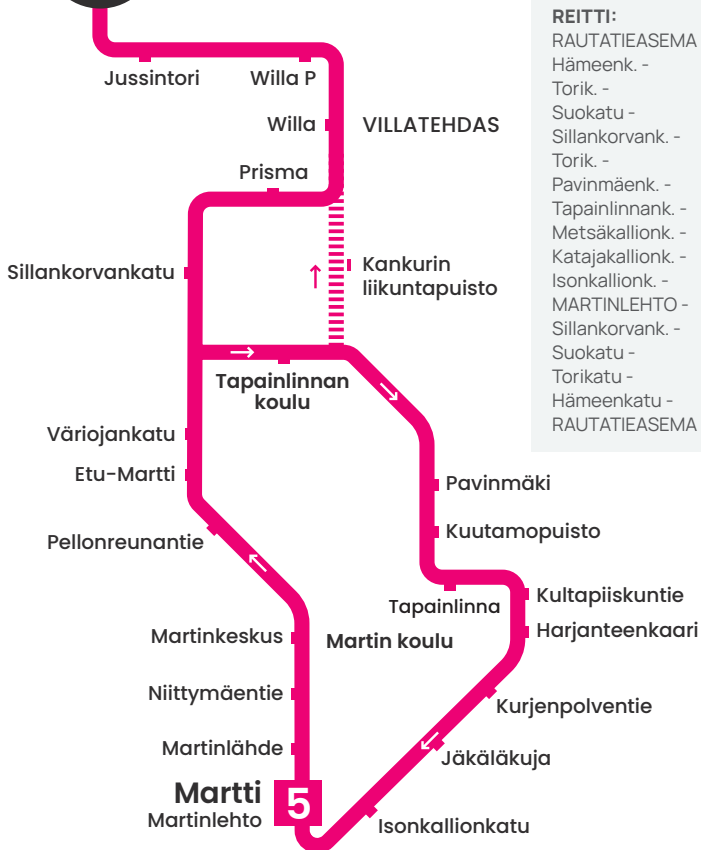 Jussintori
Willa P
Willa
VILLATEHDAS
Prisma
Sillankorvankatu
Kankurin
liikuntapuisto
Tapainlinnan
koulu
Väriojankatu
Etu-Martti
Pavinmäki
Kuutamopuisto
Pellonreunantie
Tapainlinna
Kultapiiskuntie
Harjanteenkaari
Martinkeskus
Martin koulu
Niittymäentie
Kurjenpolventie
Martinlähde
Jäkäläkuja
Martti
Martinlehto
5
Isonkallionkatu
REITTI:
RAUTATIEASEMA
Hämeenk. -
Torik. -
Suokatu -
Sillankorvank. -
Torik. -
Pavinmäenk. -
Tapainlinnank. -
Metsäkallionk. -
Katajakallionk. -
Isonkallionk. -
MARTINLEHTO -
Sillankorvank. -
Suokatu -
Torikatu -
Hämeenkatu -
RAUTATIEASEMA